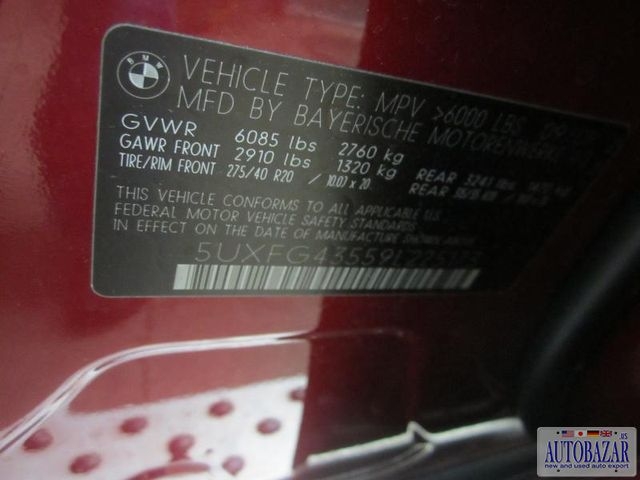 BMW
VEHICLE TYPE: MPV >6000 LBS
MFD BY BAYERISCHE MOTOREN
GVWR 6085 lbs 2760 kg
GAWR FRONT 2910 lbs 1320 kg REAR
TIRE/RIM FRONT 275/40 R20 / 10.0J x 20 REAR
THIS VEHICLE CONFORMS TO ALL APPLICABLE U.S.
FEDERAL MOTOR VEHICLE SAFETY STANDARDS
IN EFFECT ON THE DATE OF MANUFACTURE SHOWN ABOVE
5UXFG43559L225
.US
AUTOBAZAR
new and used auto export